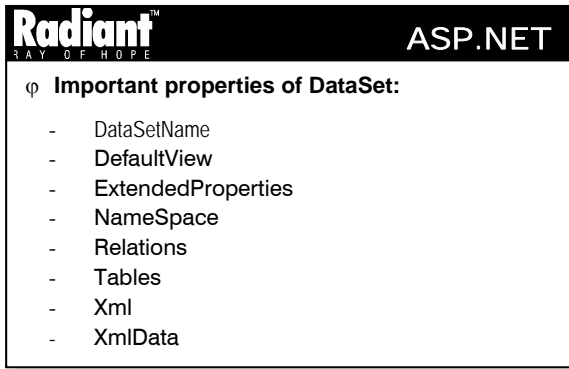 Radiant™
RAY OF HOPE
ASP.NET
φ Important properties of DataSet:
- DataSetName
- DefaultView
- ExtendedProperties
- NameSpace
- Relations
- Tables
- Xml
- XmlData